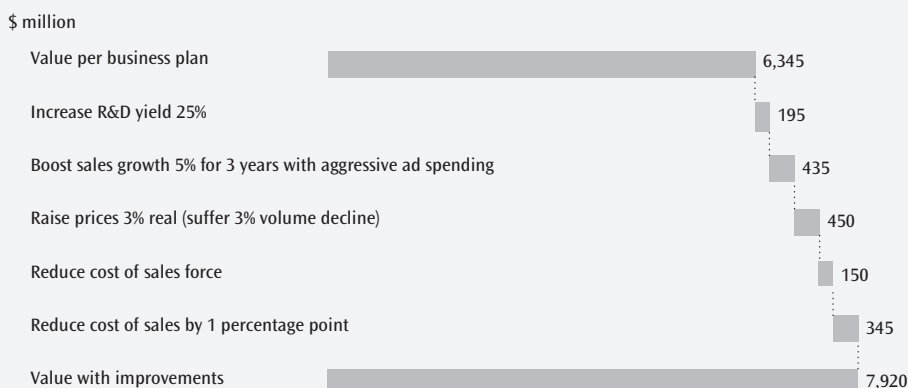 $ million
Value per business plan 6,345
Increase R&D yield 25% 195
Boost sales growth 5% for 3 years with aggressive ad spending 435
Raise prices 3% real (suffer 3% volume decline) 450
Reduce cost of sales force 150
Reduce cost of sales by 1 percentage point 345
Value with improvements 7,920